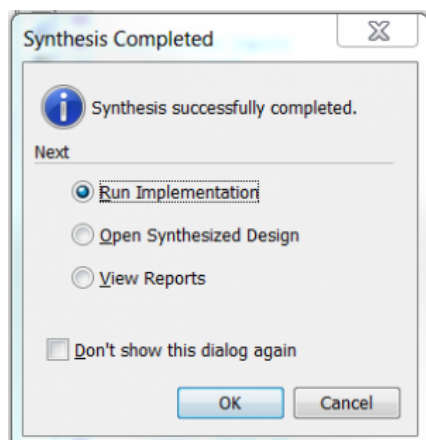 Synthesis Completed
Synthesis successfully completed.
Next
Run Implementation
Open Synthesized Design
View Reports
Don't show this dialog again
OK Cancel